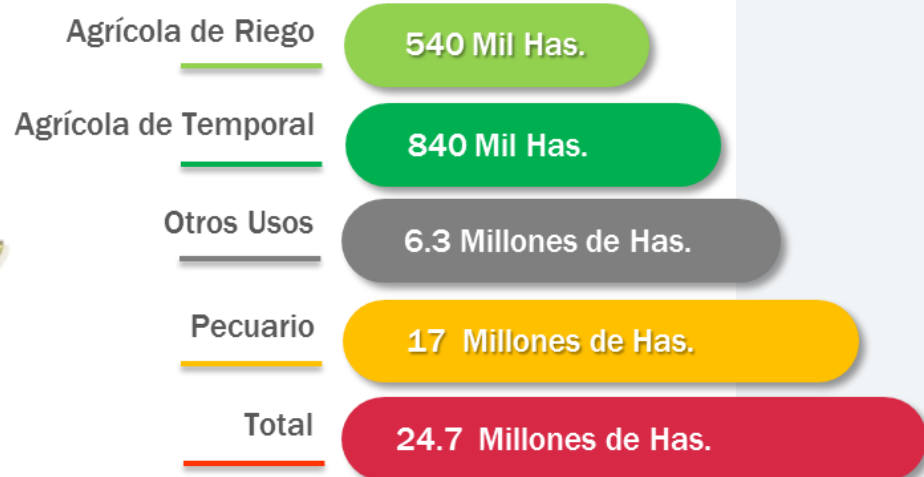 Agrícola de Riego 540 Mil Has.
Agrícola de Temporal 840 Mil Has.
Otros Usos 6.3 Millones de Has.
Pecuario 17 Millones de Has.
Total 24.7 Millones de Has.